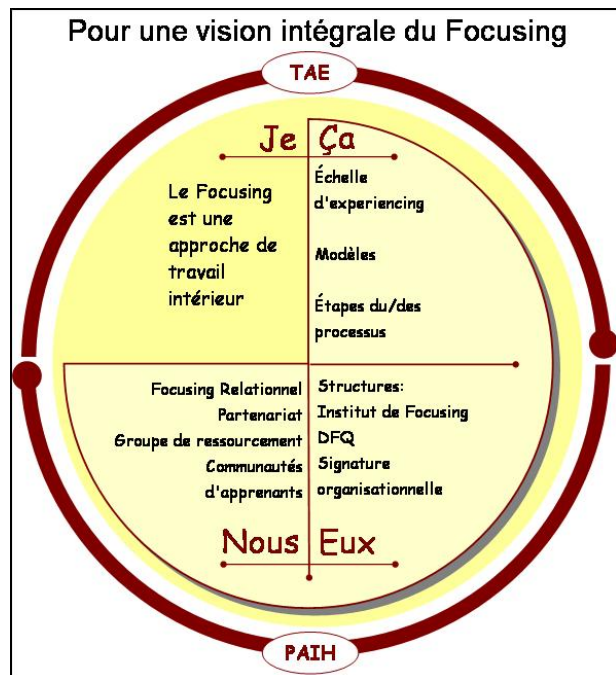 Pour une vision intégrale du Focusing
TAE
Je
Ça
Le Focusing
est une
approche de
travail
intérieur
Échelle
d'experiencing
Modèles
Étapes du/des
processus
Focusing Relationnel
Partenariat
Groupe de ressourcement
Communautés
d'apprenants
Structures:
Institut de Focusing
DFQ
Signature
organisationnelle
Nous
Eux
PAIH